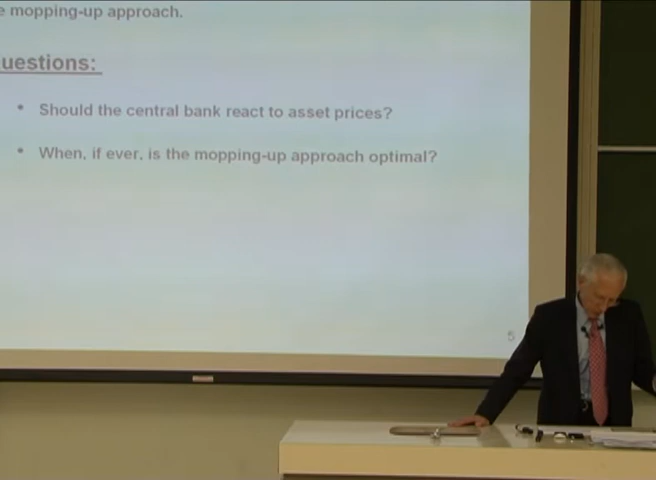 e mopping-up approach.
uestions:
• Should the central bank react to asset prices?
• When, if ever, is the mopping-up approach optimal?
5